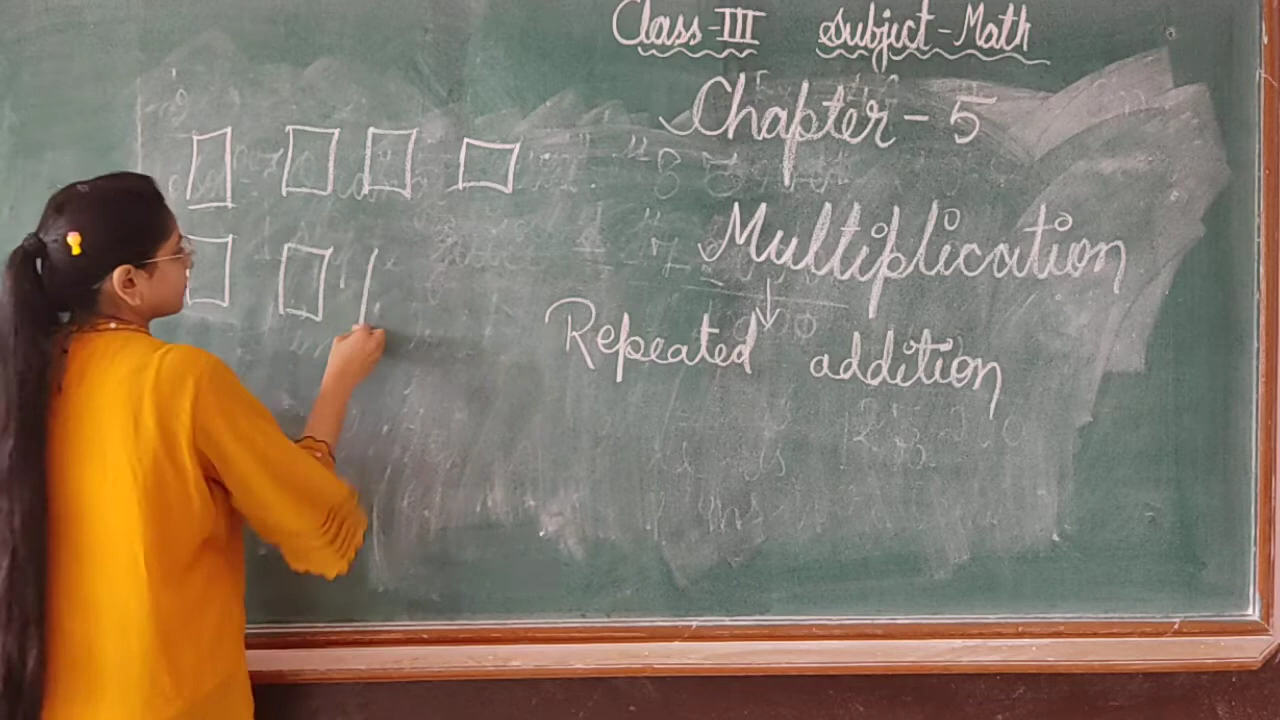 Class-III Subject-Math
Chapter-5
Multiplication
↓
Repeated addition